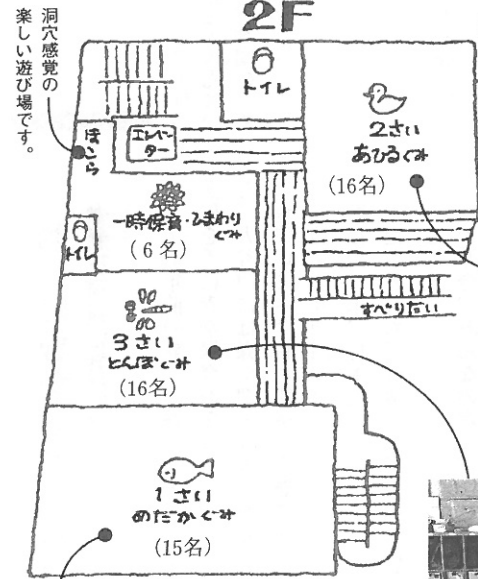 2F
洞穴感覚の
楽しい遊び場です。
トイレ
2さい
あひるぐみ
(16名)
ほこら
エレベーター
一時保育・ひまわり
ぐみ
(6名)
トイレ
すべりだい
3さい
とんぼぐみ
(16名)
1さい
めだかぐみ
(15名)